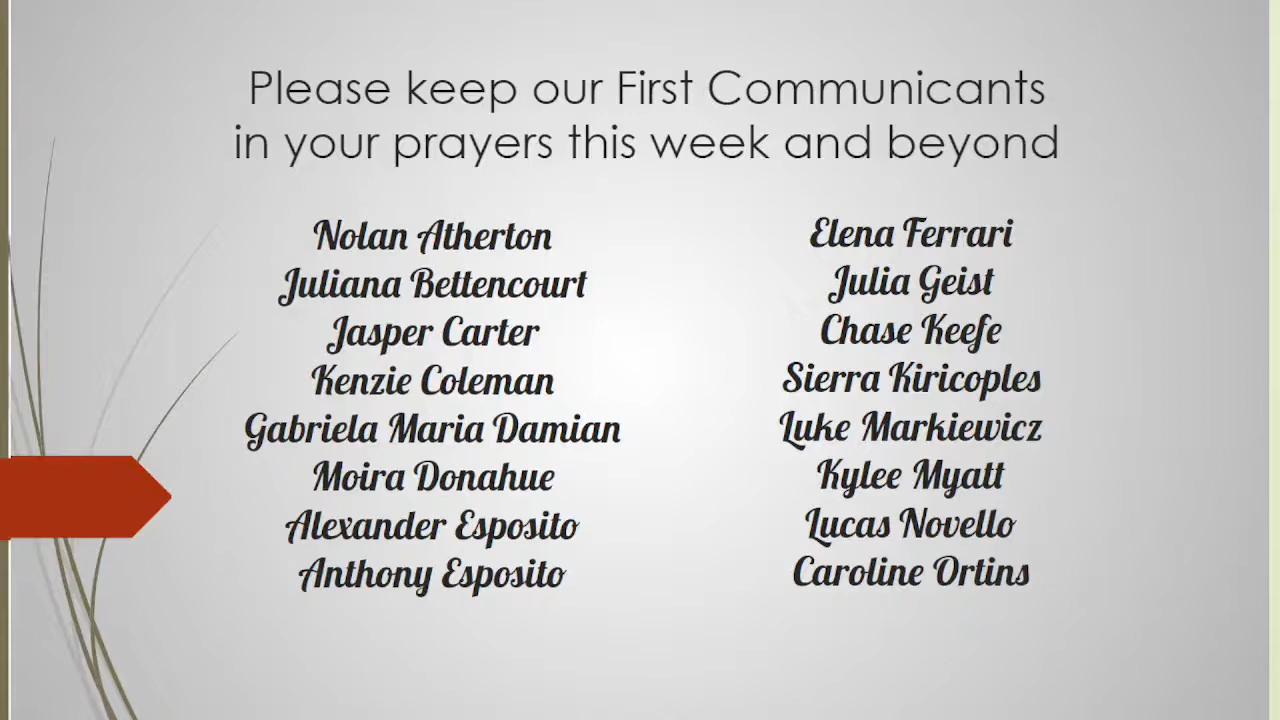 Please keep our First Communicants
in your prayers this week and beyond
Nolan Atherton
Juliana Bettencourt
Jasper Carter
Kenzie Coleman
Gabriela Maria Damian
Moira Donahue
Alexander Esposito
Anthony Esposito
Elena Ferrari
Julia Geist
Chase Keefe
Sierra Kiricoples
Luke Markiewicz
Kylee Myatt
Lucas Novello
Caroline Ortins